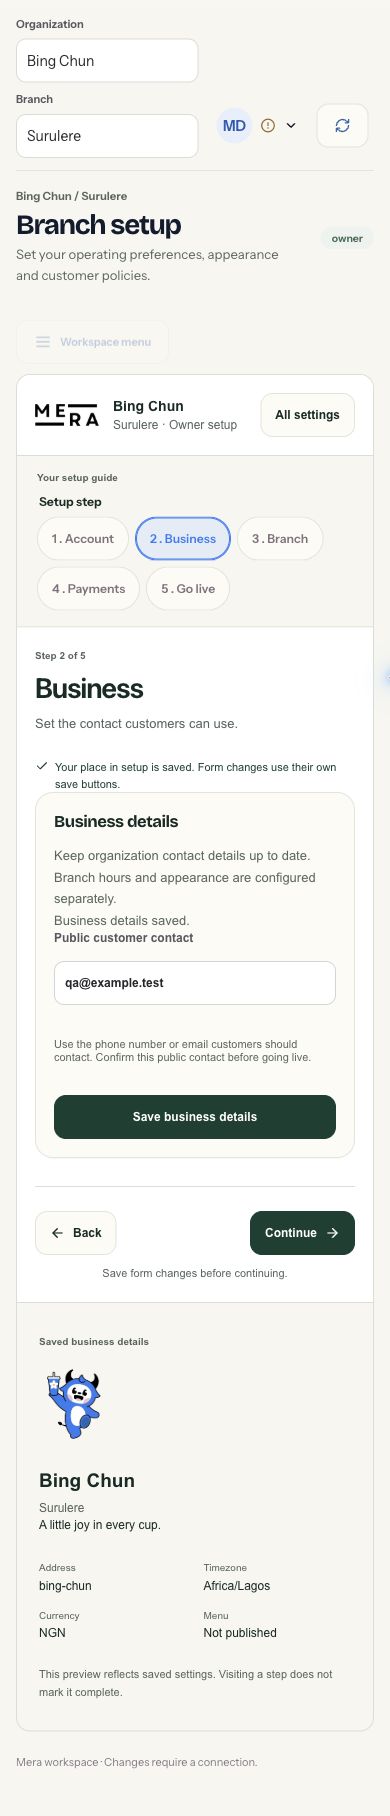 Organization
Bing Chun
Branch
Surulere
MD
Bing Chun / Surulere
Branch setup
Set your operating preferences, appearance
and customer policies.
owner
Workspace menu
MERA
Bing Chun
Surulere · Owner setup
All settings
Your setup guide
Setup step
1 . Account
2 . Business
3 . Branch
4 . Payments
5 . Go live
Step 2 of 5
Business
Set the contact customers can use.
Your place in setup is saved. Form changes use their own
save buttons.
Business details
Keep organization contact details up to date.
Branch hours and appearance are configured
separately.
Business details saved.
Public customer contact
qa@example.test
Use the phone number or email customers should
contact. Confirm this public contact before going live.
Save business details
Back
Continue
Save form changes before continuing.
Saved business details
Bing Chun
Surulere
A little joy in every cup.
Address
Timezone
bing-chun
Africa/Lagos
Currency
Menu
NGN
Not published
This preview reflects saved settings. Visiting a step does not
mark it complete.
Mera workspace · Changes require a connection.